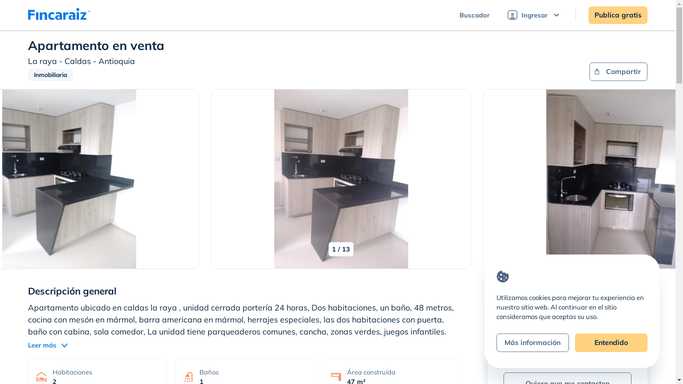 Fincaraiz
Buscador
Ingresar
Publica gratis
Apartamento en venta
La raya - Caldas - Antioquia
Inmobiliaria
Compartir
1 / 13
Descripción general
Apartamento ubicado en caldas la raya , unidad cerrada portería 24 horas, Dos habitaciones, un baño, 48 metros,
cocina con mesón en mármol, barra americana en mármol, herrajes especiales, las dos habitaciones con puerta,
baño con cabina, sala comedor, La unidad tiene parqueaderos comunes, cancha, zonas verdes, juegos infantiles.
Leer más
Habitaciones
2
Baños
1
Área construida
47 m²
Utilizamos cookies para mejorar tu experiencia en
nuestro sitio web. Al continuar en el sitio
consideramos que aceptas su uso.
Más información
Entendido
Quiero que me contacten